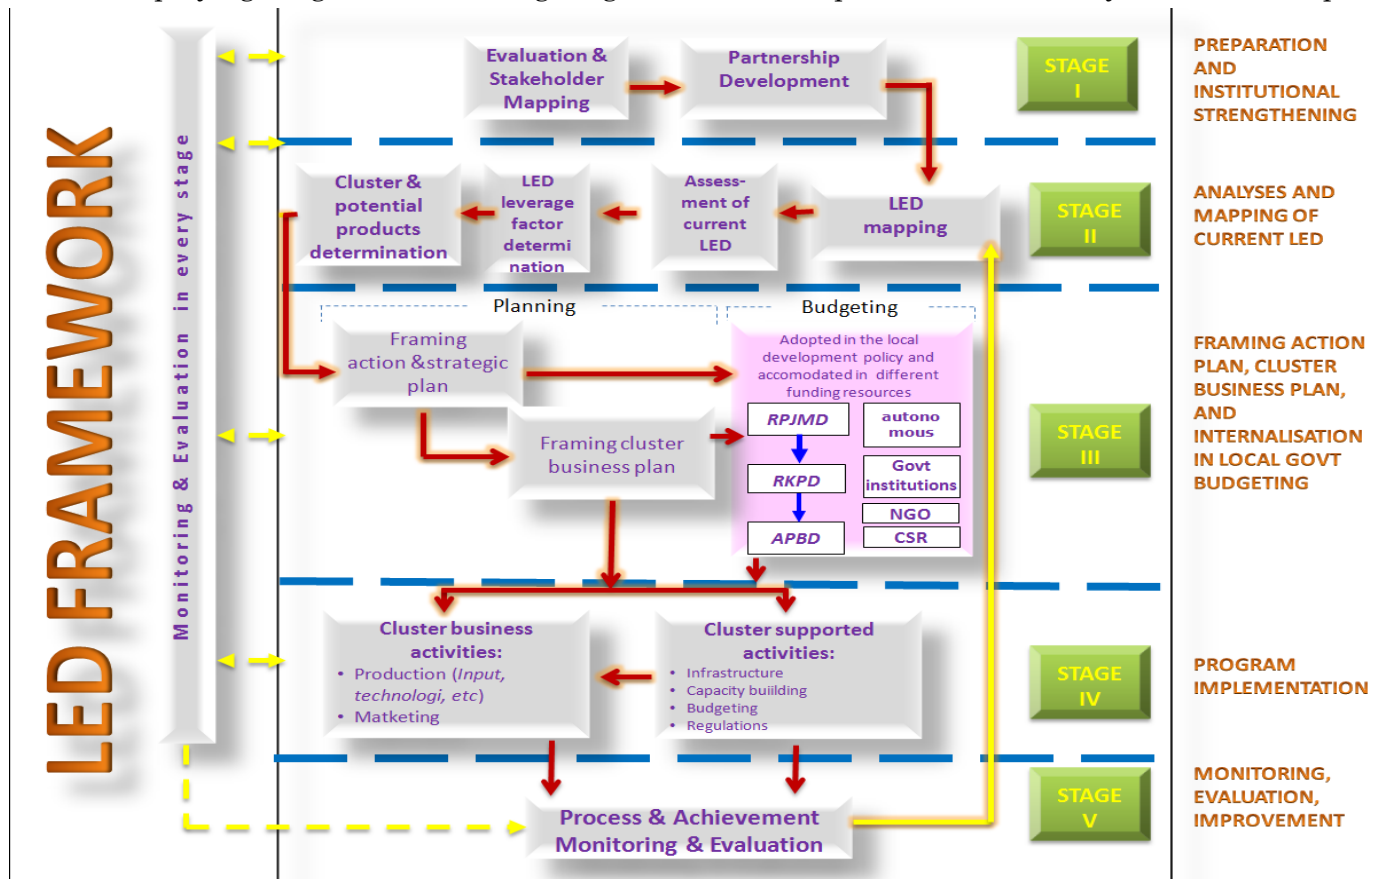 LED FRAMEWORK
Monitoring & Evaluation in every stage
Evaluation &
Stakeholder
Mapping
Partnership
Development
STAGE
I
PREPARATION
AND
INSTITUTIONAL
STRENGTHENING
Cluster &
potential
products
determination
LED
leverage
factor
determi
nation
Assess-
ment of
current
LED
LED
mapping
STAGE
II
ANALYSES AND
MAPPING OF
CURRENT LED
Planning
Budgeting
Framing
action &strategic
plan
Framing cluster
business plan
Adopted in the local
development policy and
accomodated in different
funding resources
RPJMD
RKPD
APBD
autono
mous
Govt
institutions
NGO
CSR
STAGE
III
FRAMING ACTION
PLAN, CLUSTER
BUSINESS PLAN,
AND
INTERNALISATION
IN LOCAL GOVT
BUDGETING
Cluster business
activities:
• Production (Input,
technologi, etc)
• Matketing
Cluster supported
activities:
• Infrastructure
• Capacity buiilding
• Budgeting
• Regulations
STAGE
IV
PROGRAM
IMPLEMENTATION
Process & Achievement
Monitoring & Evaluation
STAGE
V
MONITORING,
EVALUATION,
IMPROVEMENT